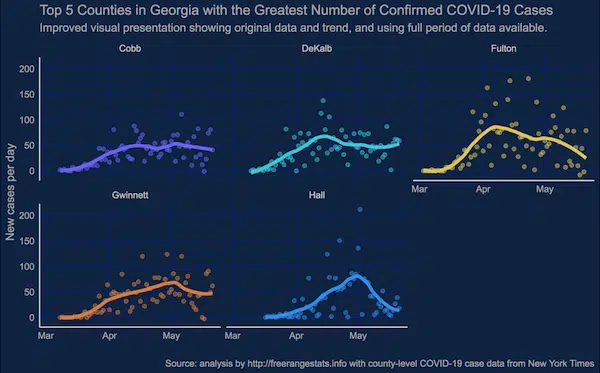 Top 5 Counties in Georgia with the Greatest Number of Confirmed COVID-19 Cases
Improved visual presentation showing original data and trend, and using full period of data available.
Cobb
DeKalb
Fulton
200
150
100
50
0
Mar
Apr
May
New cases per day
Gwinnett
Hall
200
150
100
50
0
Mar
Apr
May
Mar
Apr
May
Source: analysis by http://freerangestats.info with county-level COVID-19 case data from New York Times